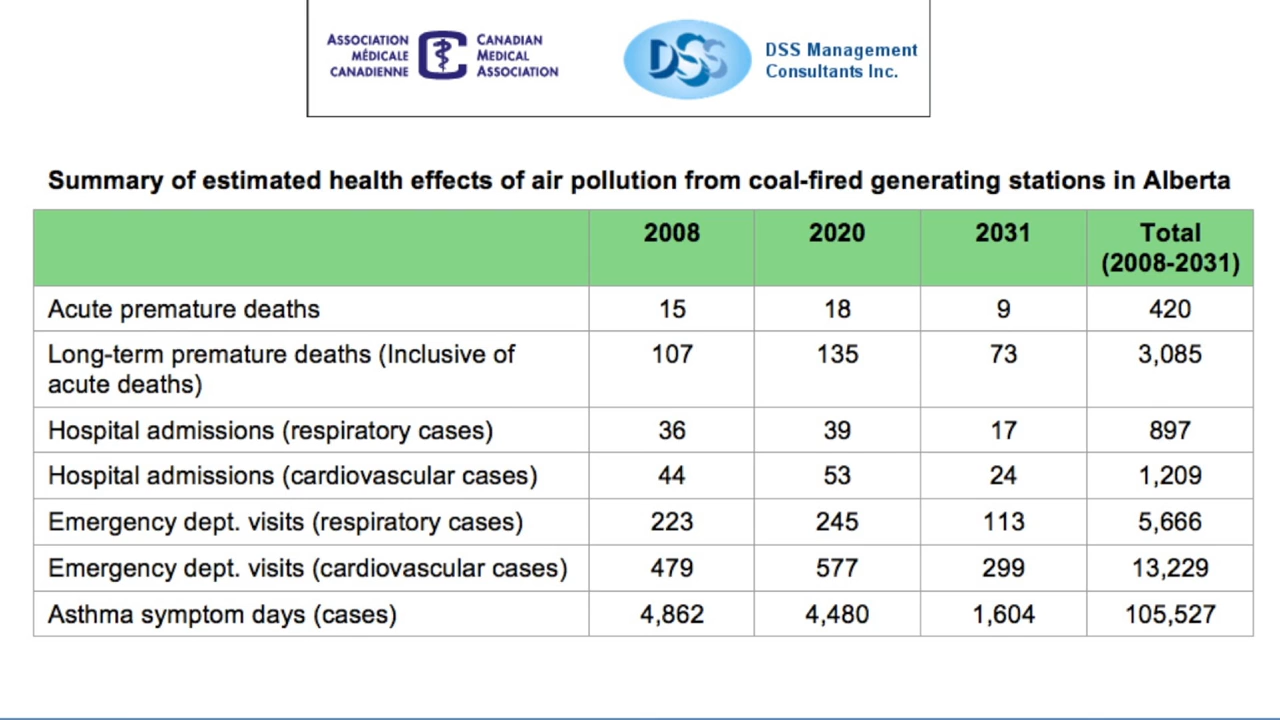 ASSOCIATION
MÉDICALE
CANADIENNE
CANADIAN
MEDICAL
ASSOCIATION
DSS
DSS Management
Consultants Inc.
Summary of estimated health effects of air pollution from coal-fired generating stations in Alberta
2008 2020 2031 Total
(2008-2031)
Acute premature deaths 15 18 9 420
Long-term premature deaths (Inclusive of 107 135 73 3,085
acute deaths)
Hospital admissions (respiratory cases) 36 39 17 897
Hospital admissions (cardiovascular cases) 44 53 24 1,209
Emergency dept. visits (respiratory cases) 223 245 113 5,666
Emergency dept. visits (cardiovascular cases) 479 577 299 13,229
Asthma symptom days (cases) 4,862 4,480 1,604 105,527